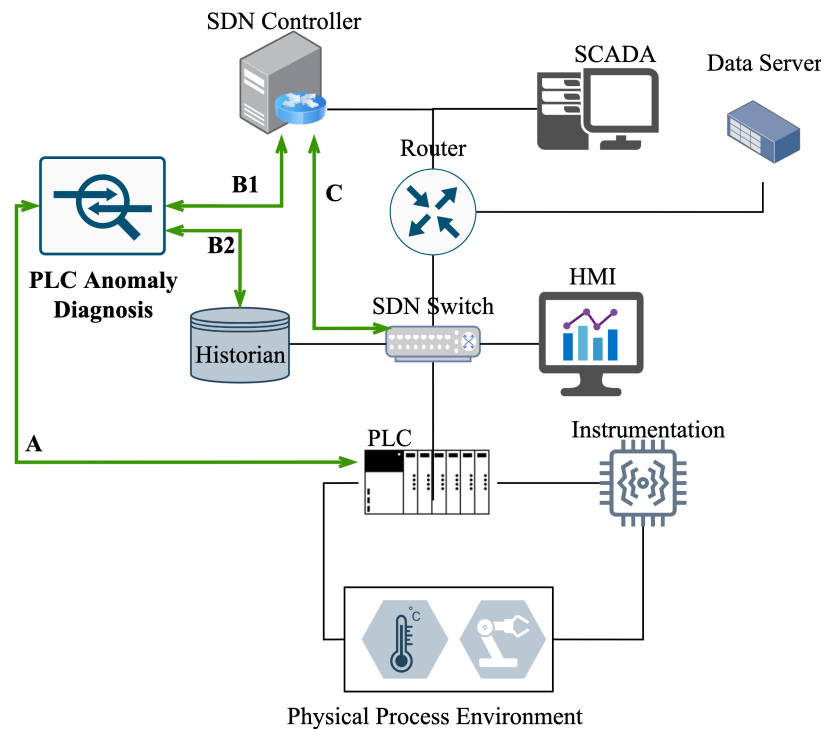 SDN Controller
SCADA
Data Server
Router
B1
C
B2
PLC Anomaly
Diagnosis
SDN Switch
HMI
Historian
A
PLC
Instrumentation
°C
Physical Process Environment